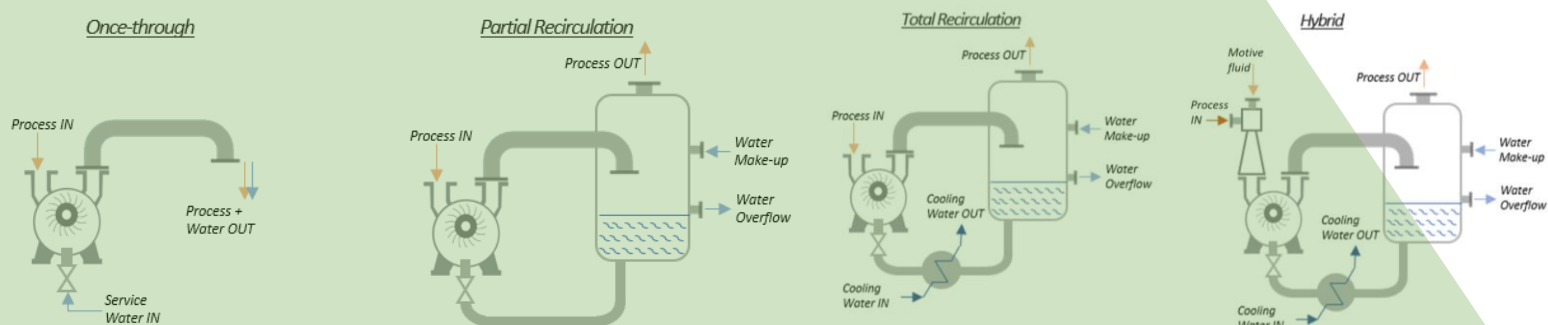 Once-through
Process IN
Process +
Water OUT
Service
Water IN
Partial Recirculation
Process OUT
Process IN
Water
Make-up
Water
Overflow
Total Recirculation
Process OUT
Process IN
Water
Make-up
Water
Overflow
Cooling
Water OUT
Cooling
Water IN
Hybrid
Motive
fluid
Process OUT
Process
IN
Water
Make-up
Water
Overflow
Cooling
Water OUT
Cooling
Water IN